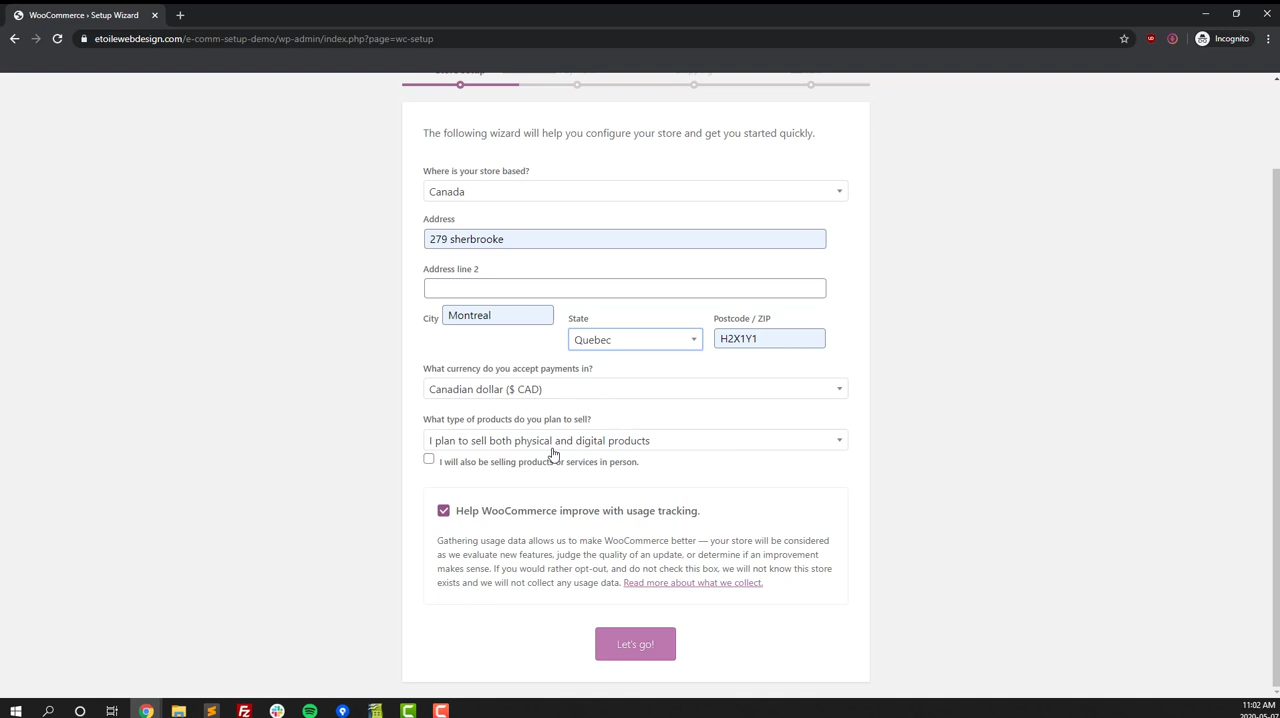 WooCommerce › Setup Wizard
etoilewebdesign.com/e-comm-setup-demo/wp-admin/index.php?page=wc-setup
Incognito
The following wizard will help you configure your store and get you started quickly.
Where is your store based?
Canada
Address
279 sherbrooke
Address line 2
City
Montreal
State
Quebec
Postcode / ZIP
H2X1Y1
What currency do you accept payments in?
Canadian dollar ($ CAD)
What type of products do you plan to sell?
I plan to sell both physical and digital products
I will also be selling products or services in person.
Help WooCommerce improve with usage tracking.
Gathering usage data allows us to make WooCommerce better — your store will be considered
as we evaluate new features, judge the quality of an update, or determine if an improvement
makes sense. If you would rather opt-out, and do not check this box, we will not know this store
exists and we will not collect any usage data. Read more about what we collect.
Let's go!
11:02 AM